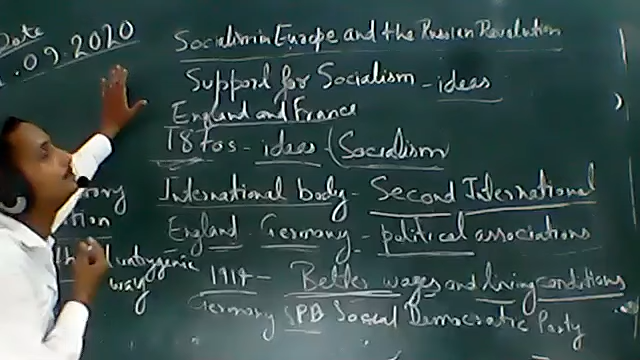 Date
.09.2020
Socialism in Europe and the Russian Revolution
Support for Socialism - ideas
England and France
1870s - ideas (Socialism
International body - Second International
England Germany - political associations
1914 - Better wages and living conditions
Germany SPD Social Democratic Party
way